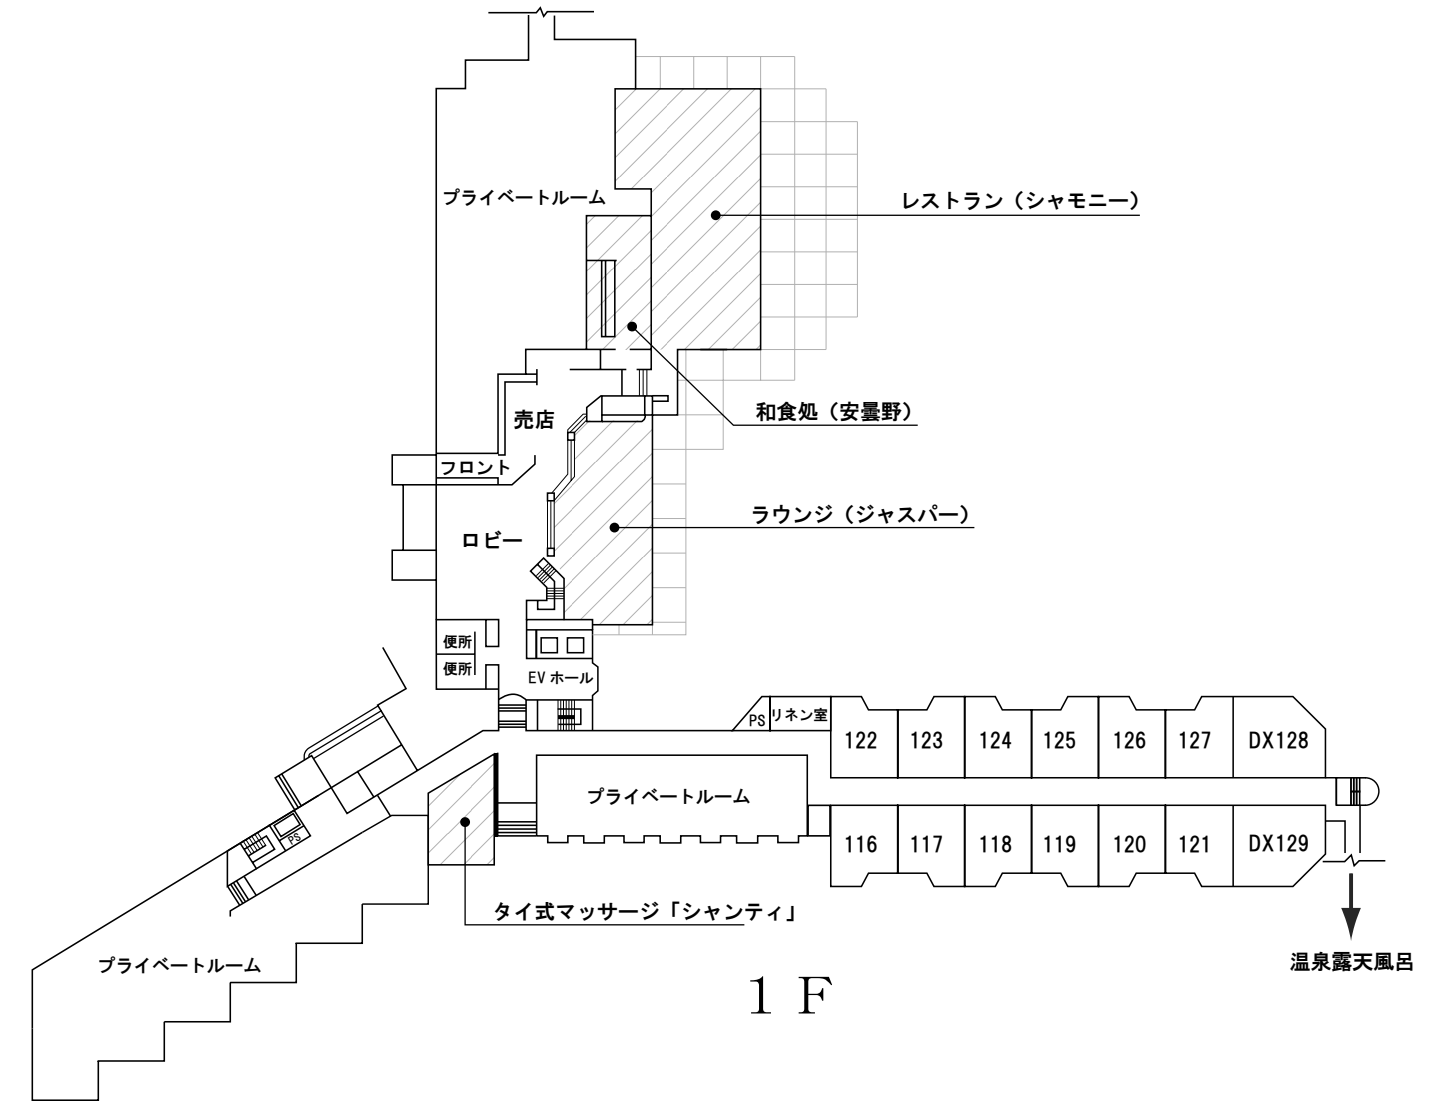 プライベートルーム
レストラン（シャモニー）
和食処（安曇野）
売店
フロント
ラウンジ（ジャスパー）
ロビー
便所
便所
EV ホール
PS
リネン室
122
123
124
125
126
127
DX128
プライベートルーム
PS
116
117
118
119
120
121
DX129
タイ式マッサージ「シャンティ」
プライベートルーム
温泉露天風呂
１Ｆ